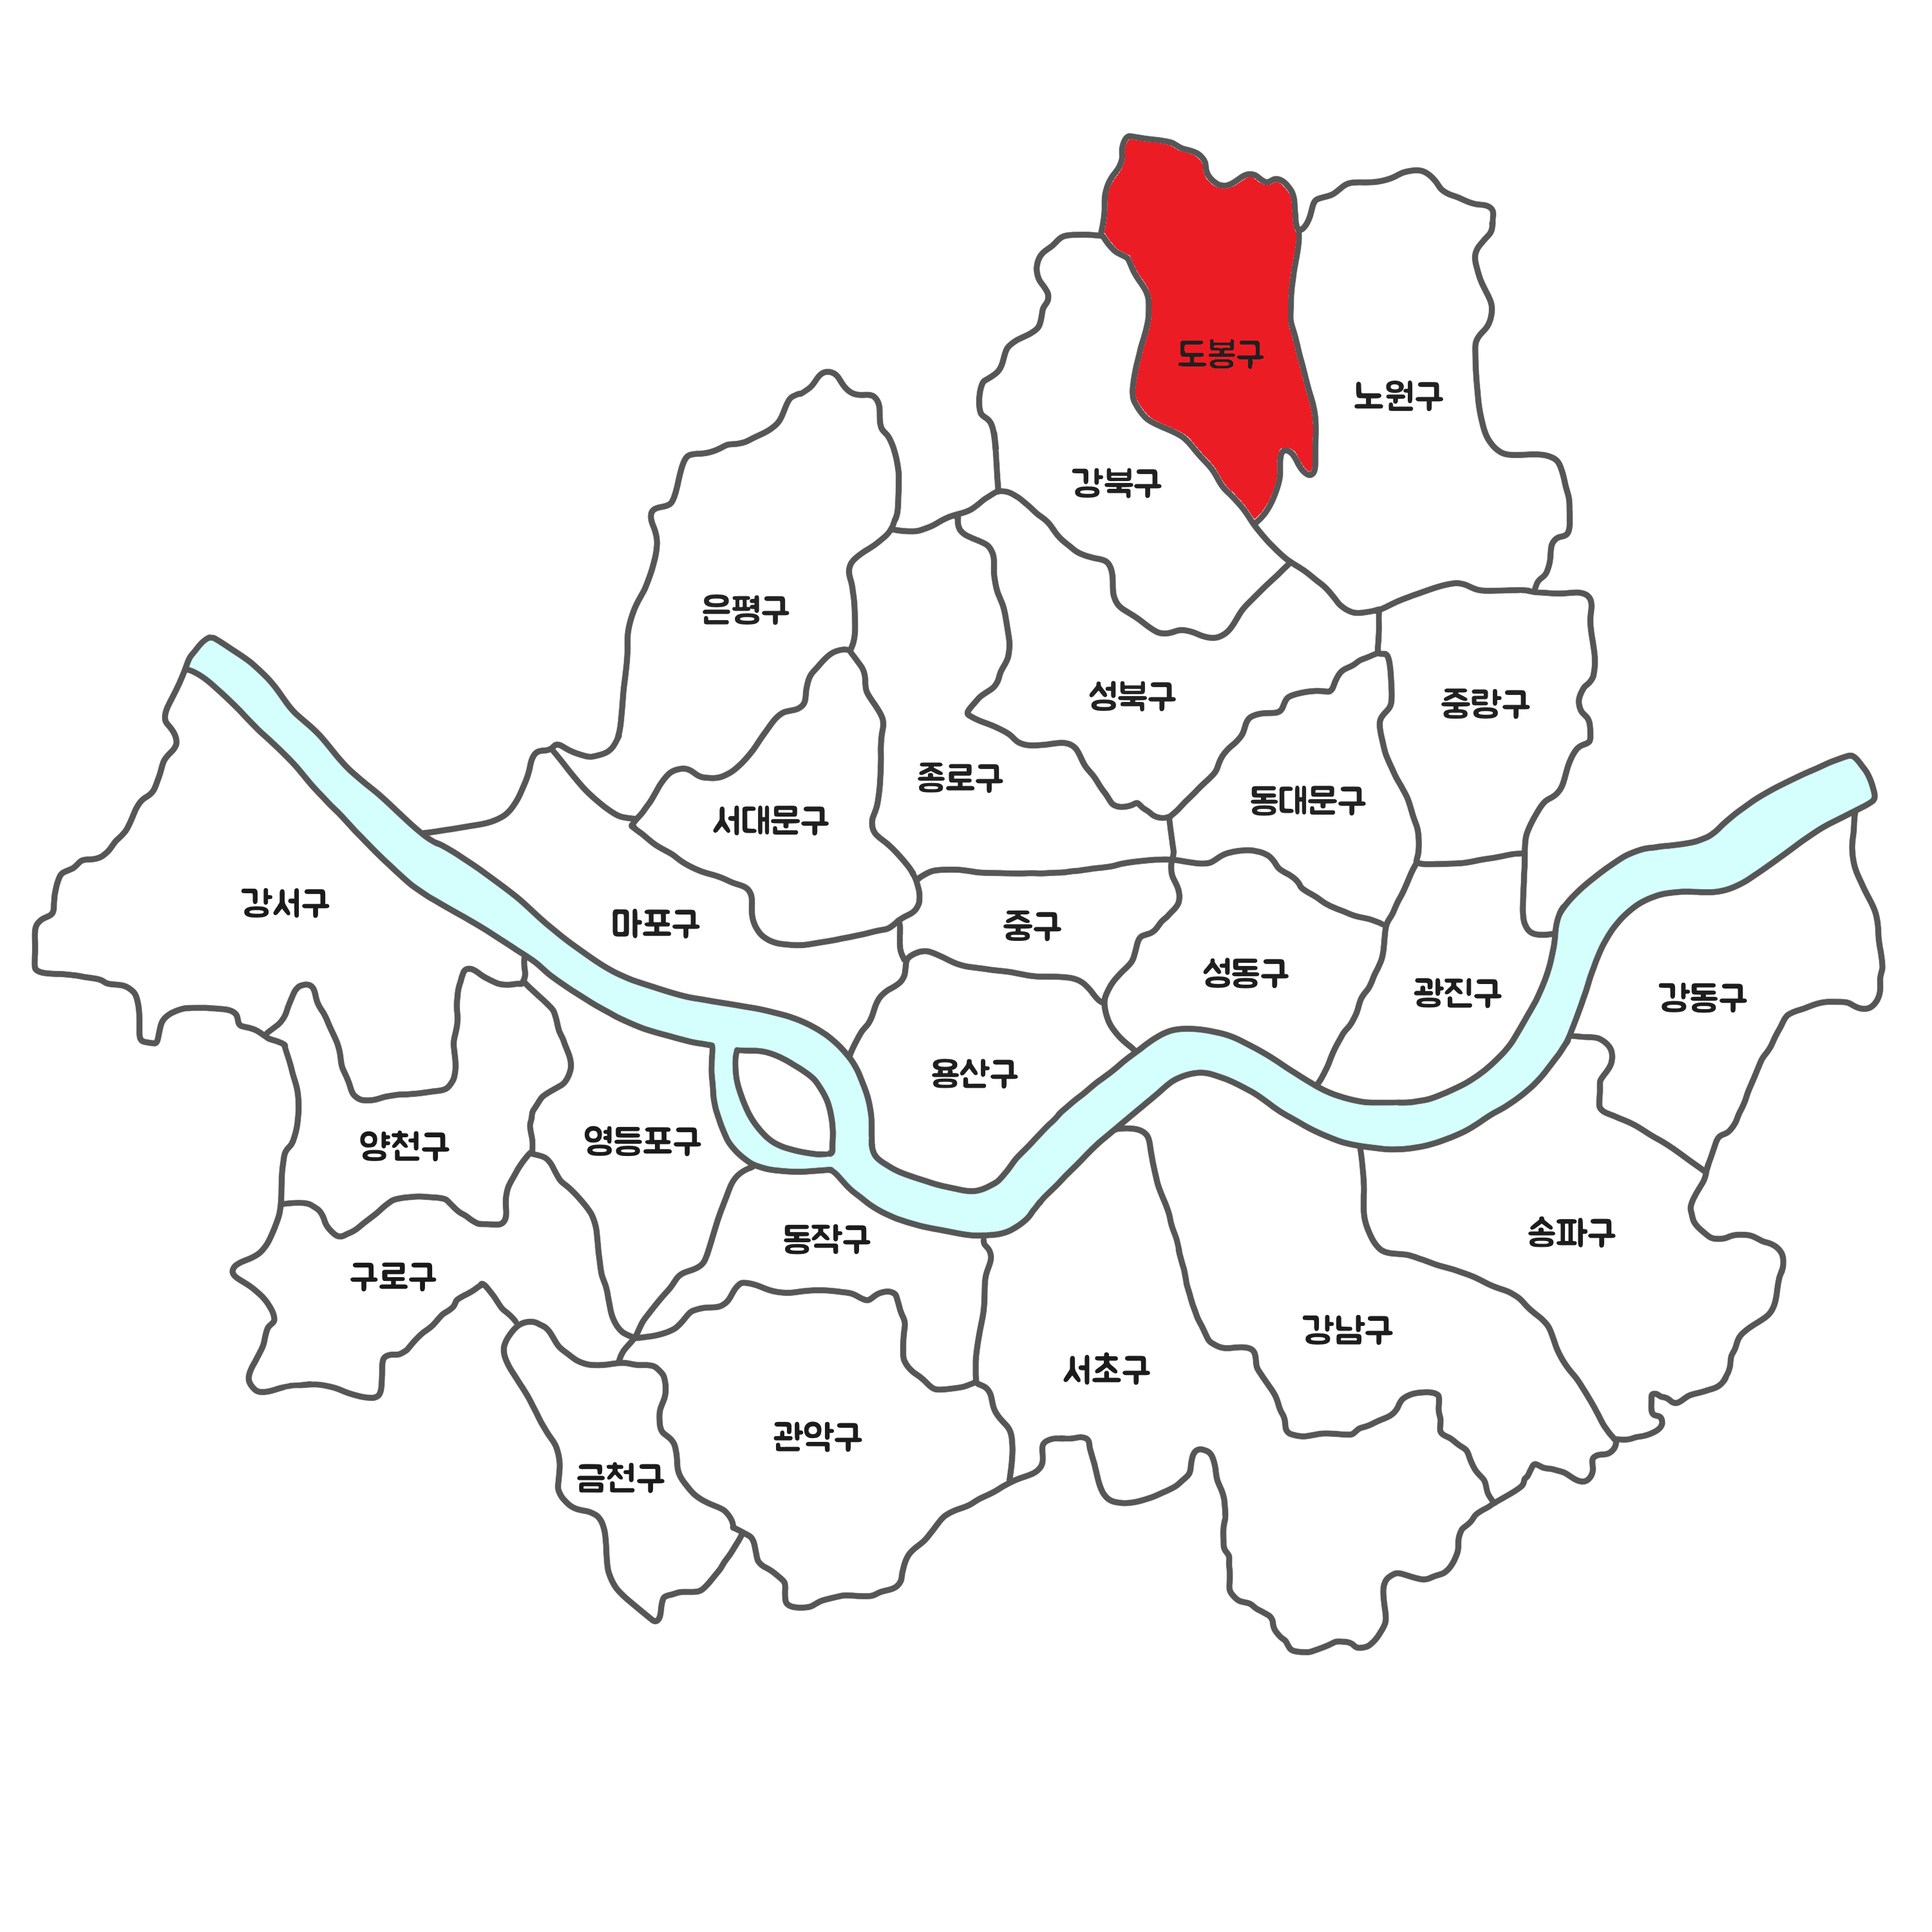 도봉구
노원구
강북구
은평구
성북구
중랑구
종로구
동대문구
서대문구
강서구
마포구
중구
성동구
광진구
강동구
용산구
양천구
영등포구
동작구
송파구
구로구
강남구
서초구
관악구
금천구